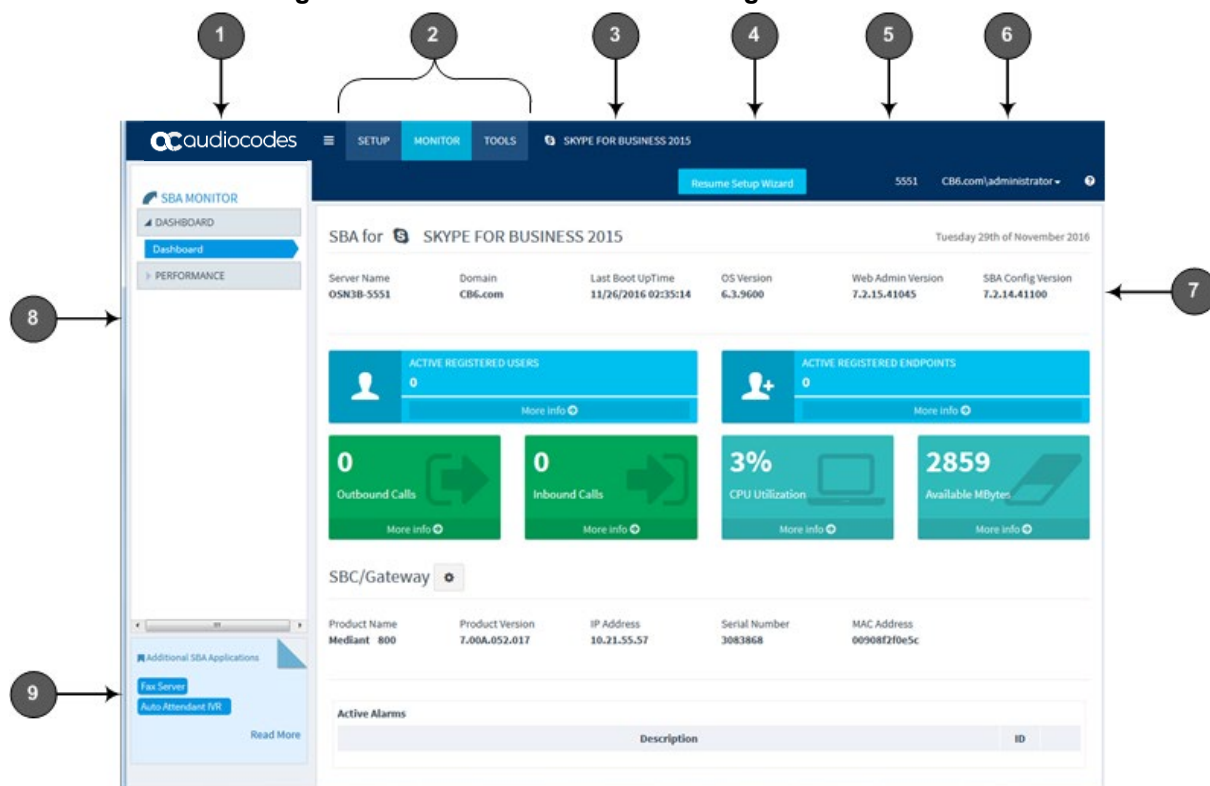 1 2 3 4 5 6
audiocodes
SETUP MONITOR TOOLS SKYPE FOR BUSINESS 2015
Resume Setup Wizard 5551 CB6.com\administrator
SBA MONITOR
DASHBOARD
Dashboard
PERFORMANCE
8
SBA for SKYPE FOR BUSINESS 2015 Tuesday 29th of November 2016
Server Name Domain Last Boot UpTime OS Version Web Admin Version SBA Config Version
OSN3B-5551 CB6.com 11/26/2016 02:35:14 6.3.9600 7.2.15.41045 7.2.14.41100
7
ACTIVE REGISTERED USERS
0
More info
ACTIVE REGISTERED ENDPOINTS
0
More info
0
Outbound Calls
More info
0
Inbound Calls
More info
3%
CPU Utilization
More info
2859
Available MBytes
More info
SBC/Gateway
Product Name Product Version IP Address Serial Number MAC Address
Mediant 800 7.00A.052.017 10.21.55.57 3083868 00908f2f0e5c
Additional SBA Applications
Fax Server
Auto Attendant IVR
Read More
9
Active Alarms
Description ID